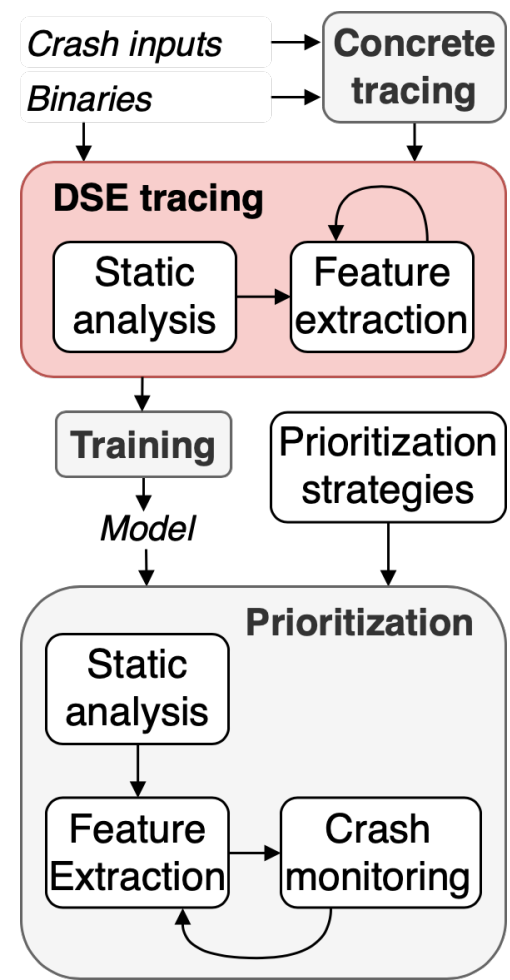 Crash inputs
Concrete
tracing
Binaries
DSE tracing
Static
analysis
Feature
extraction
Training
Prioritization
strategies
Model
Prioritization
Static
analysis
Feature
Extraction
Crash
monitoring